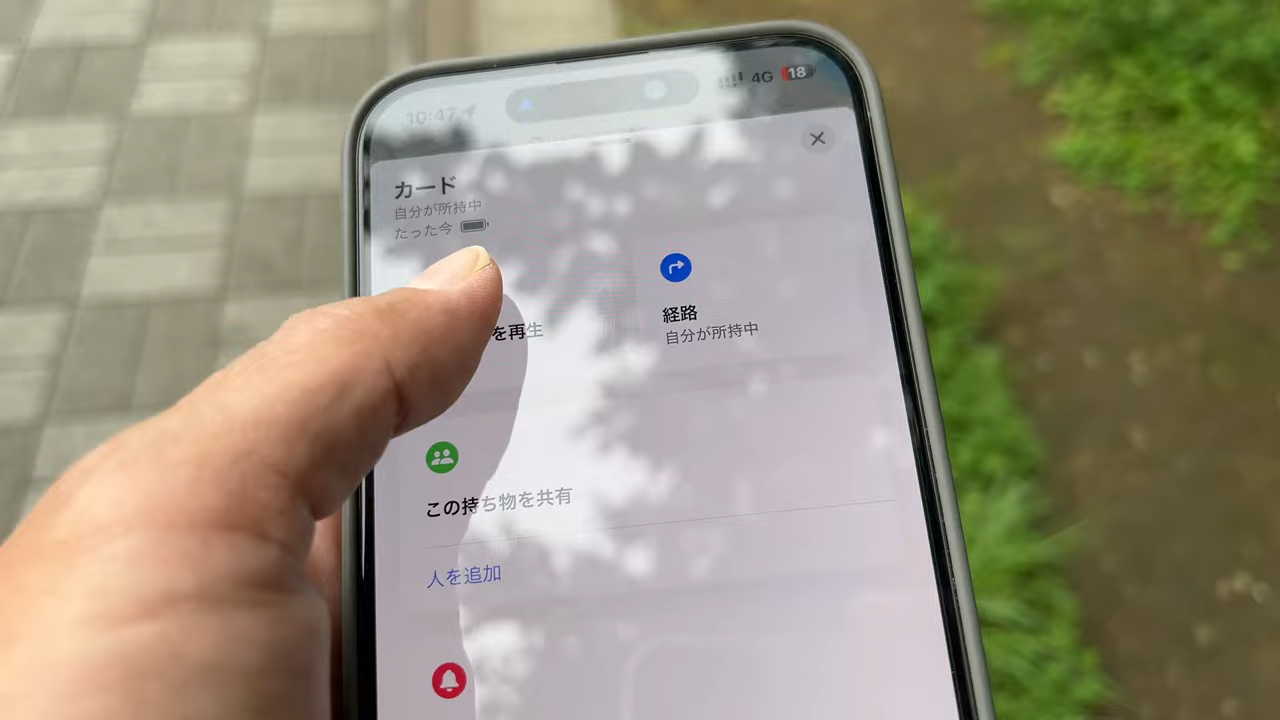 10:47
4G 18
カード
自分が所持中
たった今
を再生
経路
自分が所持中
この持ち物を共有
人を追加